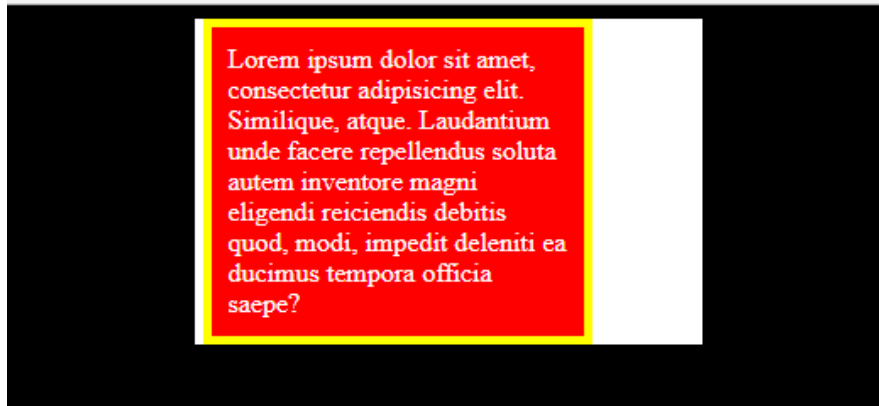 Lorem ipsum dolor sit amet,
consectetur adipisicing elit.
Similique, atque. Laudantium
unde facere repellendus soluta
autem inventore magni
eligendi reiciendis debitis
quod, modi, impedit deleniti ea
ducimus tempora officia
saepe?